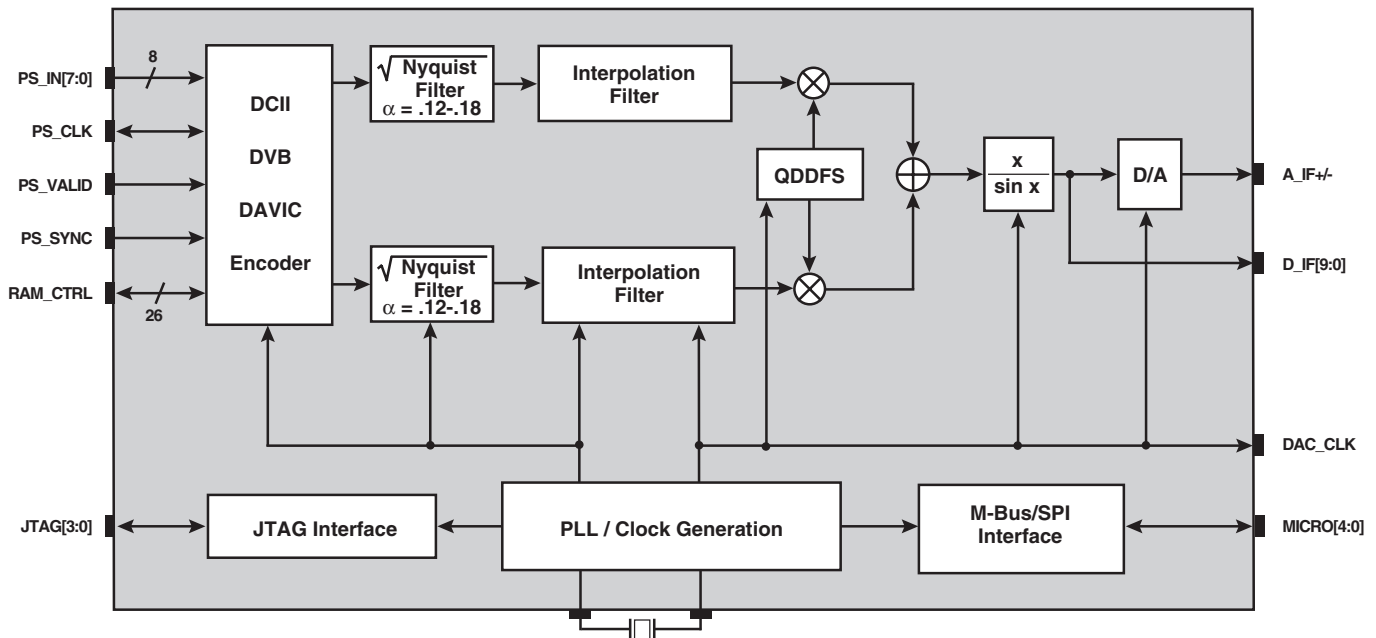 PS_IN[7:0]
8
PS_CLK
PS_VALID
PS_SYNC
RAM_CTRL
26
DCII
DVB
DAVIC
Encoder
√Nyquist
Filter
α = .12-.18
Interpolation
Filter
QDDFS
√Nyquist
Filter
α = .12-.18
Interpolation
Filter
x
sin x
D/A
A_IF+/-
D_IF[9:0]
DAC_CLK
JTAG[3:0]
JTAG Interface
PLL / Clock Generation
M-Bus/SPI
Interface
MICRO[4:0]